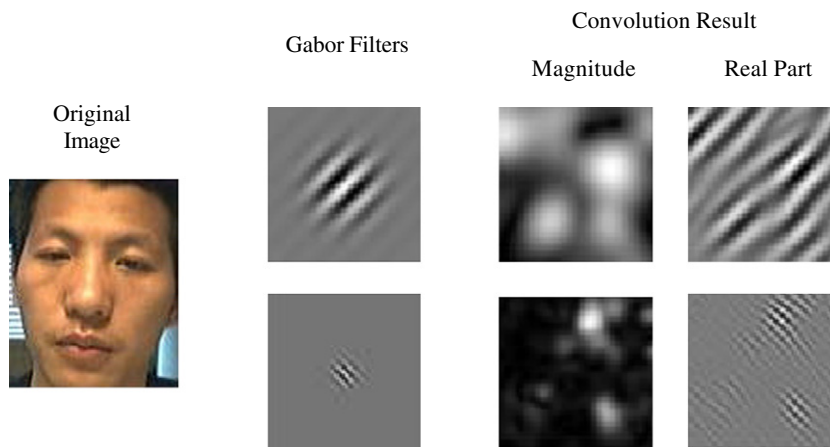 Convolution Result
Gabor Filters
Magnitude
Real Part
Original
Image